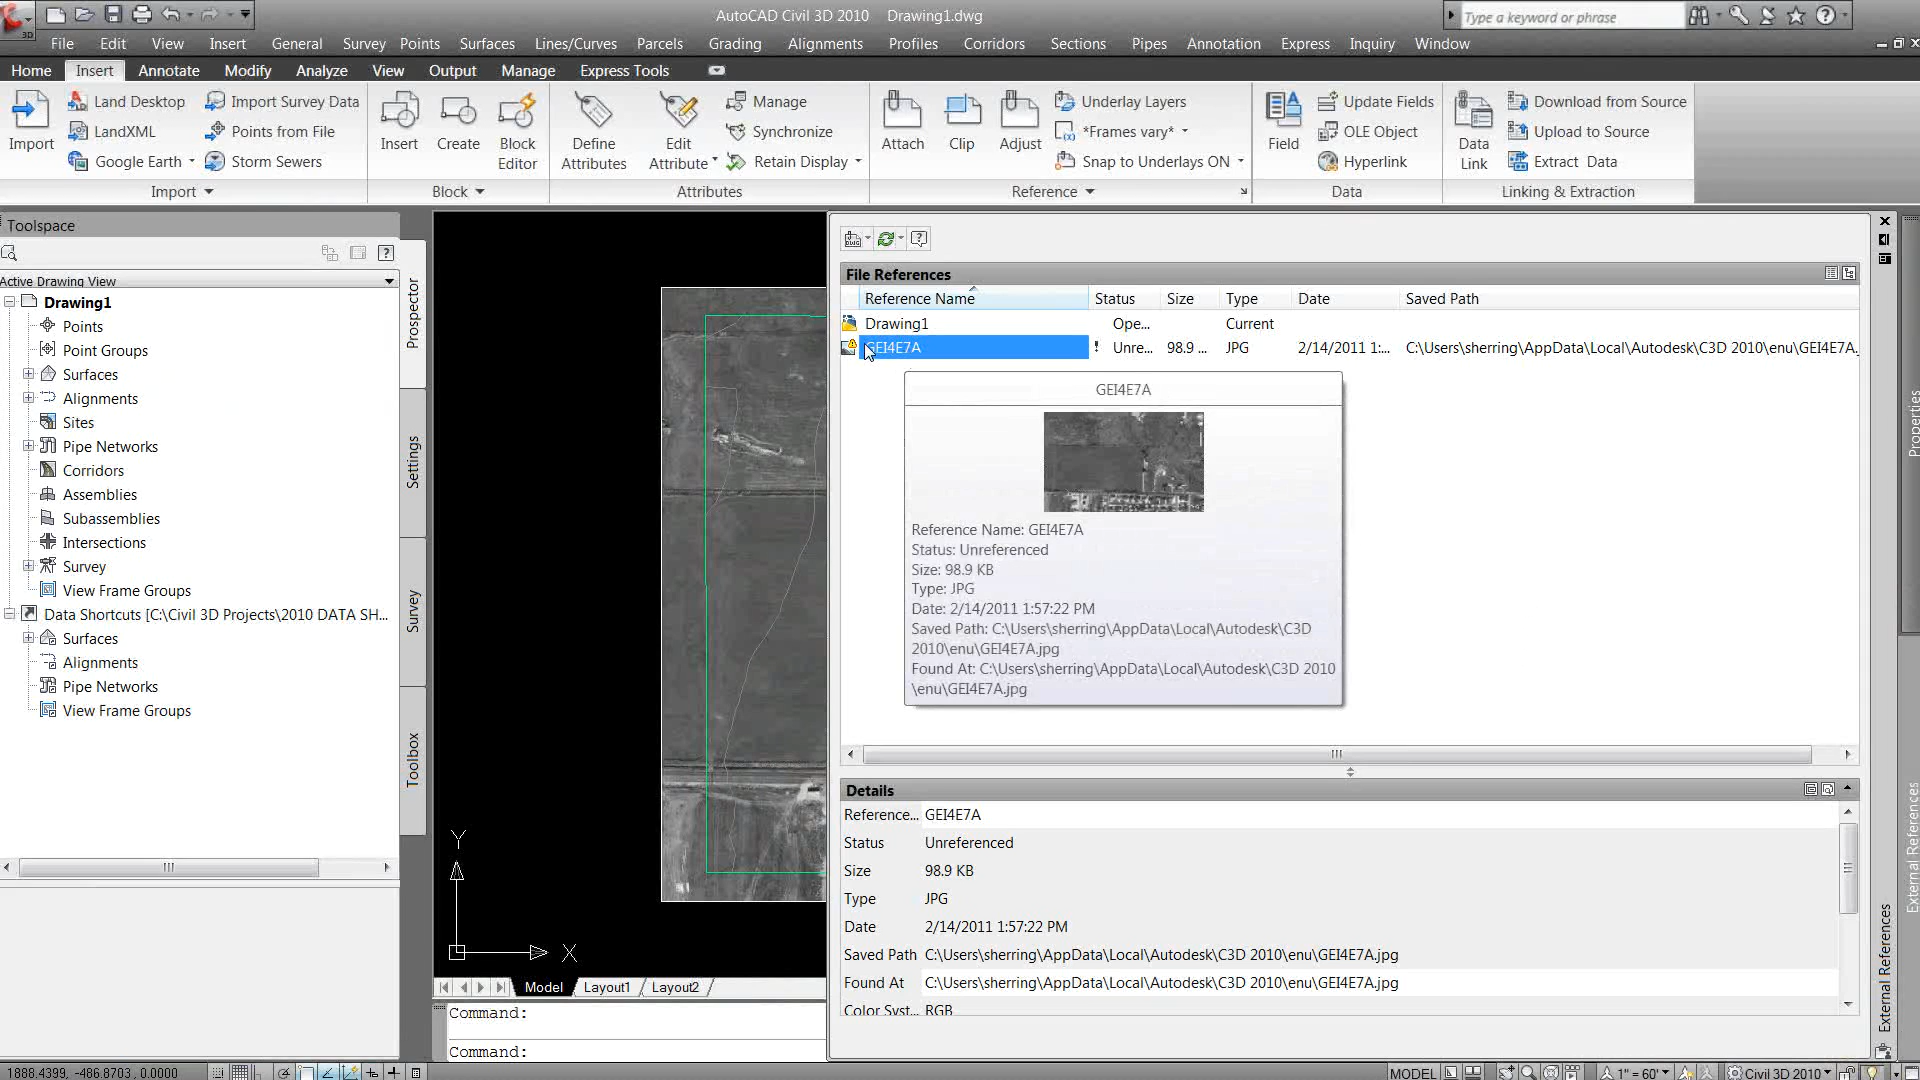 AutoCAD Civil 3D 2010 Drawing1.dwg
Type a keyword or phrase
3D
File Edit View Insert General Survey Points Surfaces Lines/Curves Parcels Grading Alignments Profiles Corridors Sections Pipes Annotation Express Inquiry Window
Home Insert Annotate Modify Analyze View Output Manage Express Tools
Import
Land Desktop
LandXML
Google Earth
Import Survey Data
Points from File
Storm Sewers
Import
Insert
Create
Block Editor
Block
Define Attributes
Edit Attribute
Manage
Synchronize
Retain Display
Attributes
Attach
Clip
Adjust
Underlay Layers
*Frames vary*
Snap to Underlays ON
Reference
Field
Update Fields
OLE Object
Hyperlink
Data
Data Link
Download from Source
Upload to Source
Extract Data
Linking & Extraction
Toolspace
Active Drawing View
Drawing1
Points
Point Groups
Surfaces
Alignments
Sites
Pipe Networks
Corridors
Assemblies
Subassemblies
Intersections
Survey
View Frame Groups
Data Shortcuts [C:\Civil 3D Projects\2010 DATA SH...
Surfaces
Alignments
Pipe Networks
View Frame Groups
Prospector
Settings
Survey
Toolbox
Y
X
Model Layout1 Layout2
Command:
Command:
File References
Reference Name Status Size Type Date Saved Path
Drawing1 Ope... Current
GEI4E7A ! Unre... 98.9 ... JPG 2/14/2011 1:... C:\Users\sherring\AppData\Local\Autodesk\C3D 2010\enu\GEI4E7A.
GEI4E7A
Reference Name: GEI4E7A
Status: Unreferenced
Size: 98.9 KB
Type: JPG
Date: 2/14/2011 1:57:22 PM
Saved Path: C:\Users\sherring\AppData\Local\Autodesk\C3D
2010\enu\GEI4E7A.jpg
Found At: C:\Users\sherring\AppData\Local\Autodesk\C3D 2010
\enu\GEI4E7A.jpg
Details
Reference... GEI4E7A
Status Unreferenced
Size 98.9 KB
Type JPG
Date 2/14/2011 1:57:22 PM
Saved Path C:\Users\sherring\AppData\Local\Autodesk\C3D 2010\enu\GEI4E7A.jpg
Found At C:\Users\sherring\AppData\Local\Autodesk\C3D 2010\enu\GEI4E7A.jpg
Color Syst... RGB
External References
Properties
External References
1888.4399, -486.8703, 0.0000
MODEL
1" = 60'
Civil 3D 2010